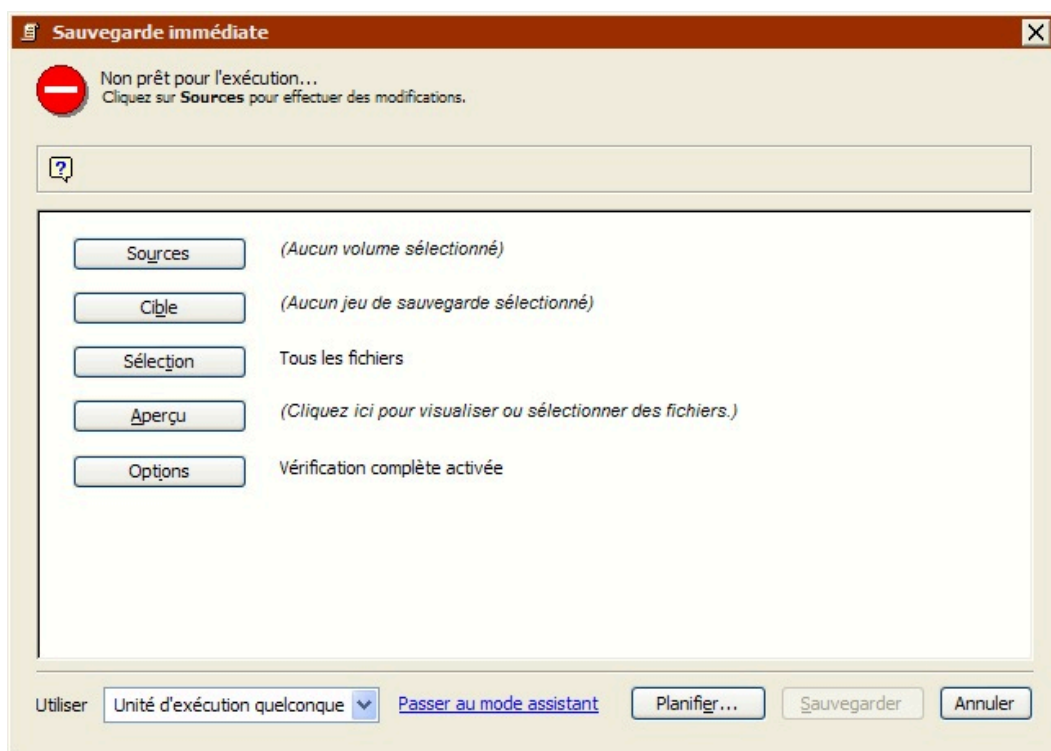 Sauvegarde immédiate
Non prêt pour l'exécution...
Cliquez sur Sources pour effectuer des modifications.
?
Sources (Aucun volume sélectionné)
Cible (Aucun jeu de sauvegarde sélectionné)
Sélection Tous les fichiers
Aperçu (Cliquez ici pour visualiser ou sélectionner des fichiers.)
Options Vérification complète activée
Utiliser Unité d'exécution quelconque Passer au mode assistant Planifier... Sauvegarder Annuler